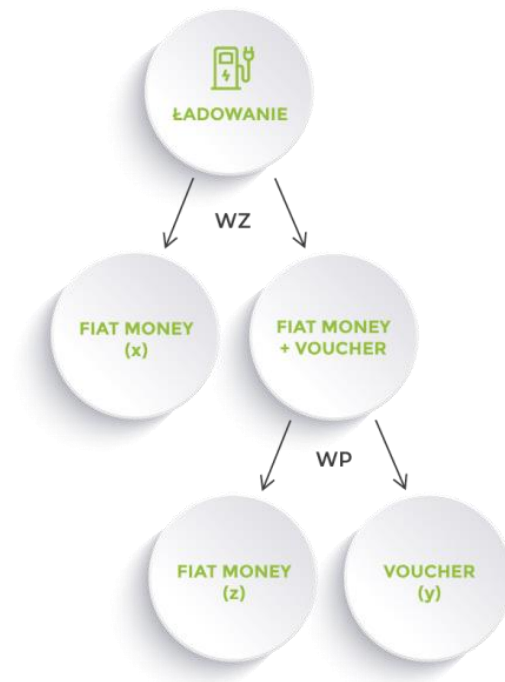 ŁADOWANIE
WZ
FIAT MONEY
(x)
FIAT MONEY
+ VOUCHER
WP
FIAT MONEY
(z)
VOUCHER
(y)